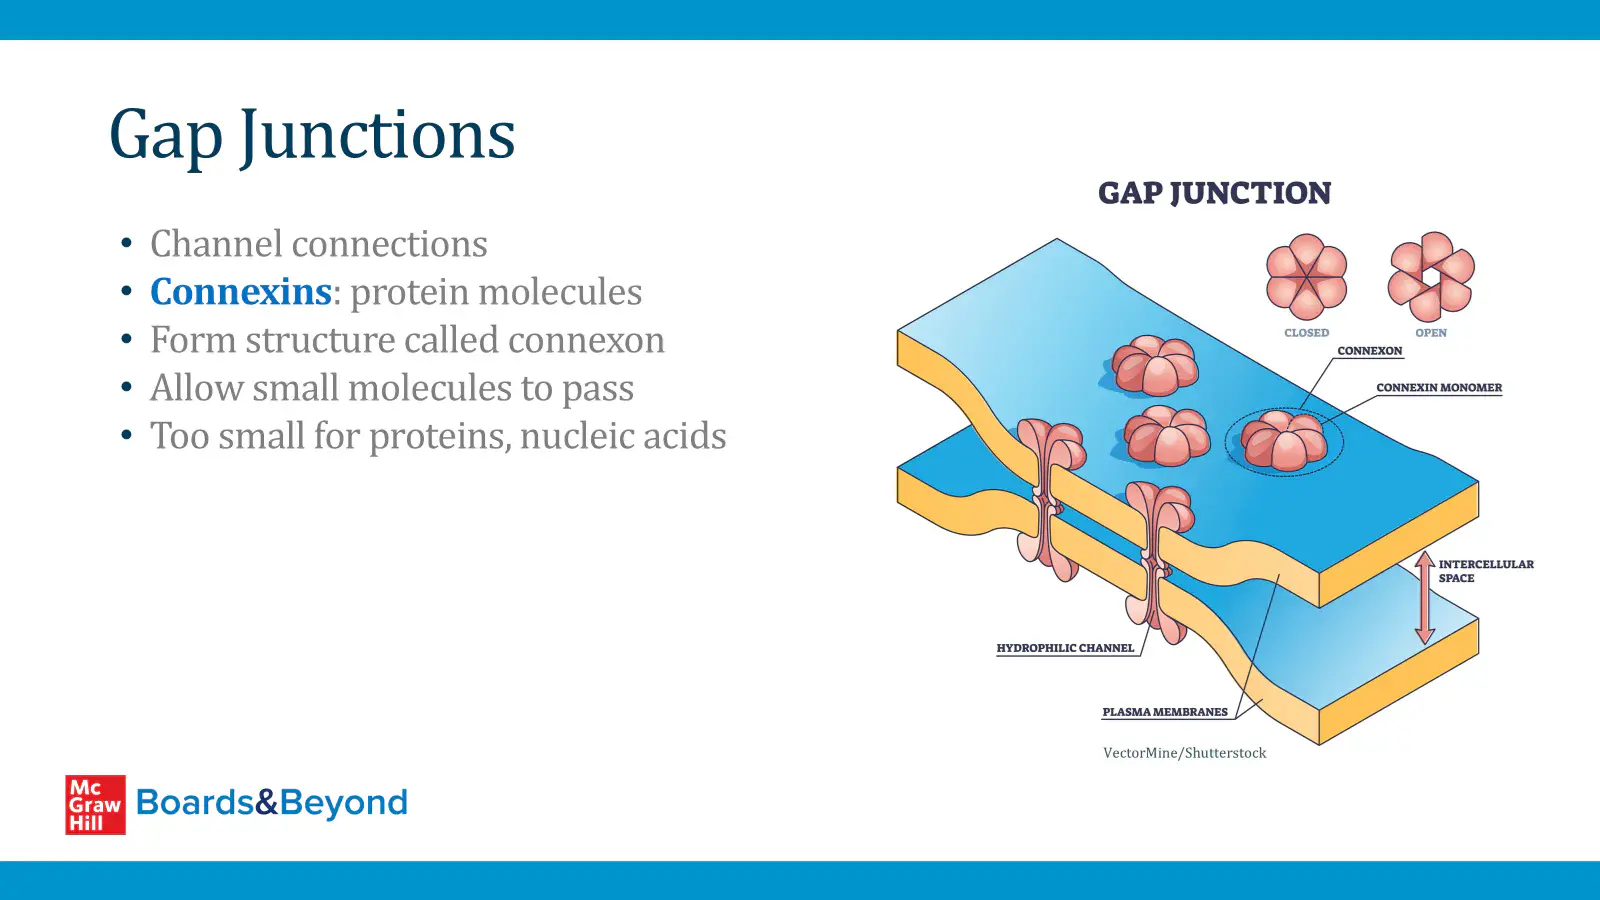 Gap Junctions
• Channel connections
• Connexins: protein molecules
• Form structure called connexon
• Allow small molecules to pass
• Too small for proteins, nucleic acids
GAP JUNCTION
CLOSED
OPEN
CONNEXON
CONNEXIN MONOMER
INTERCELLULAR
SPACE
HYDROPHILIC CHANNEL
PLASMA MEMBRANES
VectorMine/Shutterstock
Mc
Graw
Hill
Boards&Beyond